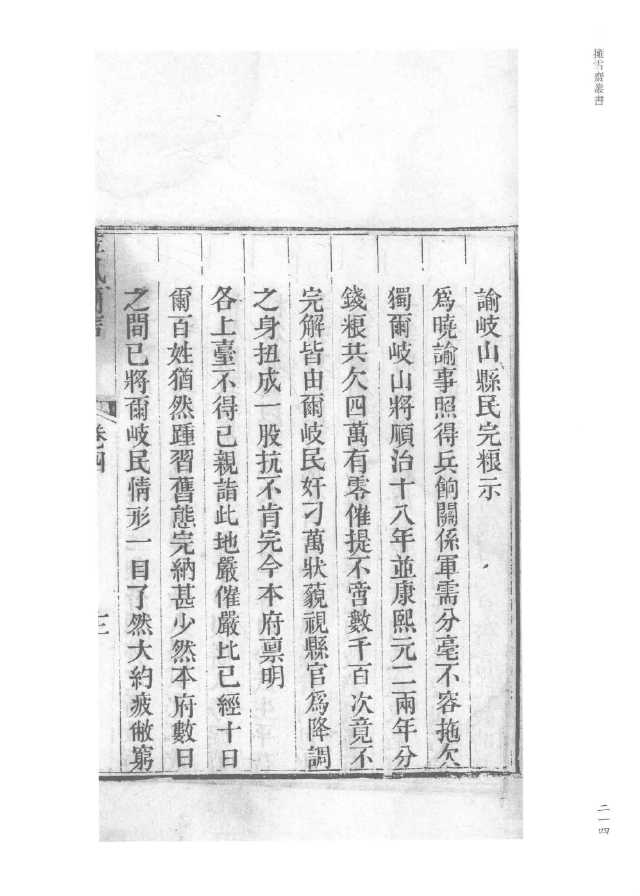 擁雪齋叢書
諭岐山縣民完粮示
為曉諭事照得兵餉關係軍需分毫不容拖欠
獨爾岐山將順治十八年並康熙元二兩年分
錢粮共欠四萬有零催提不啻數千百次竟不
完解皆由爾岐民奸刁萬狀藐視縣官為降調
之身扭成一股抗不肯完今本府禀明
各上臺不得已親詣此地嚴催嚴比已經十日
爾百姓猶然踵習舊態完納甚少然本府數日
之間已將爾岐民情形一目了然大約疲敝窮
卷四
二一四